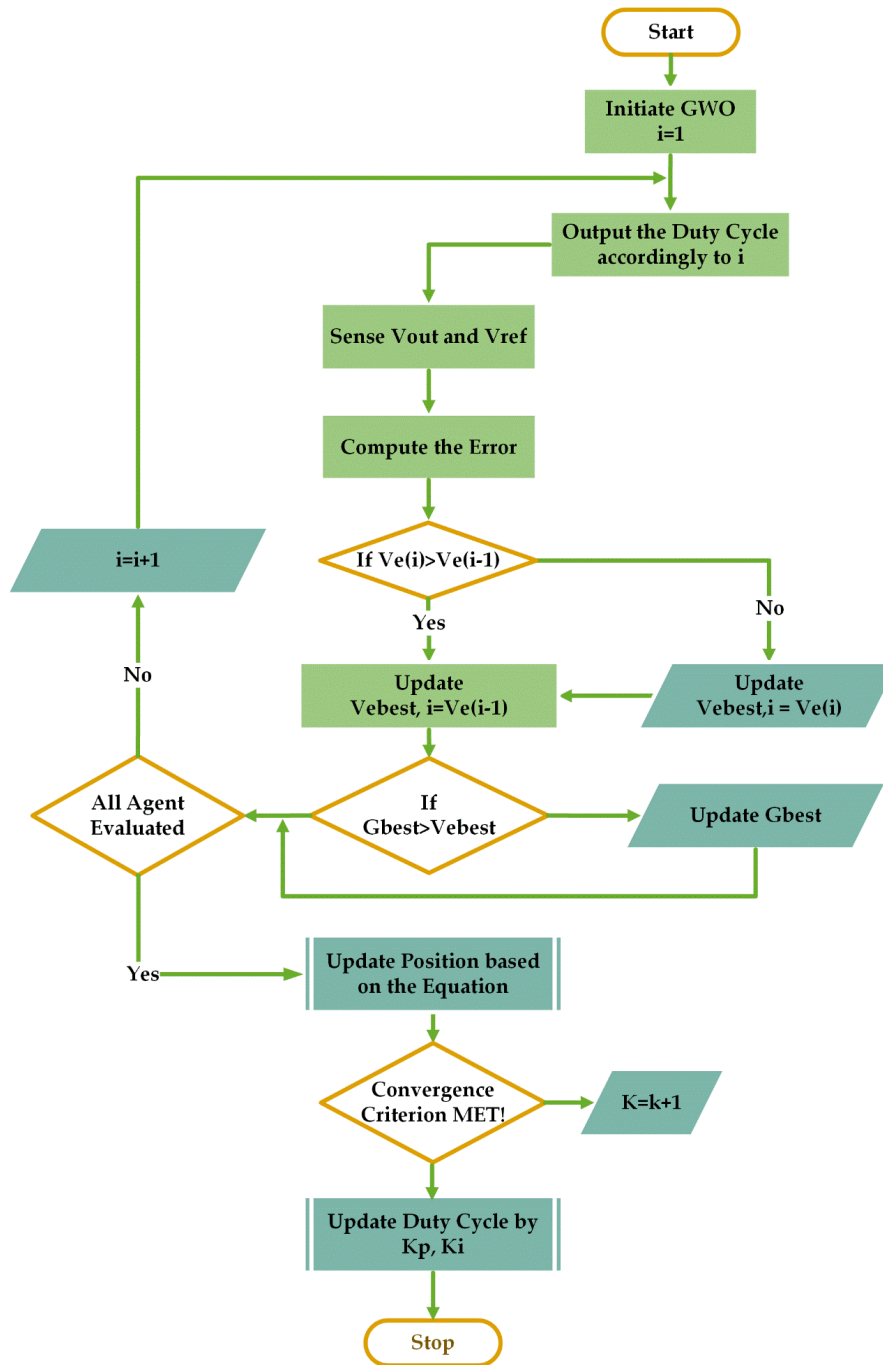 Start
Initiate GWO
i=1
Output the Duty Cycle
accordingly to i
Sense Vout and Vref
Compute the Error
If Ve(i)>Ve(i-1)
i=i+1
No
Yes
Update
Vebest, i=Ve(i-1)
Update
Vebest,i = Ve(i)
No
All Agent
Evaluated
If
Gbest>Vebest
Update Gbest
Yes
Update Position based
on the Equation
Convergence
Criterion MET!
K=k+1
Update Duty Cycle by
Kp, Ki
Stop